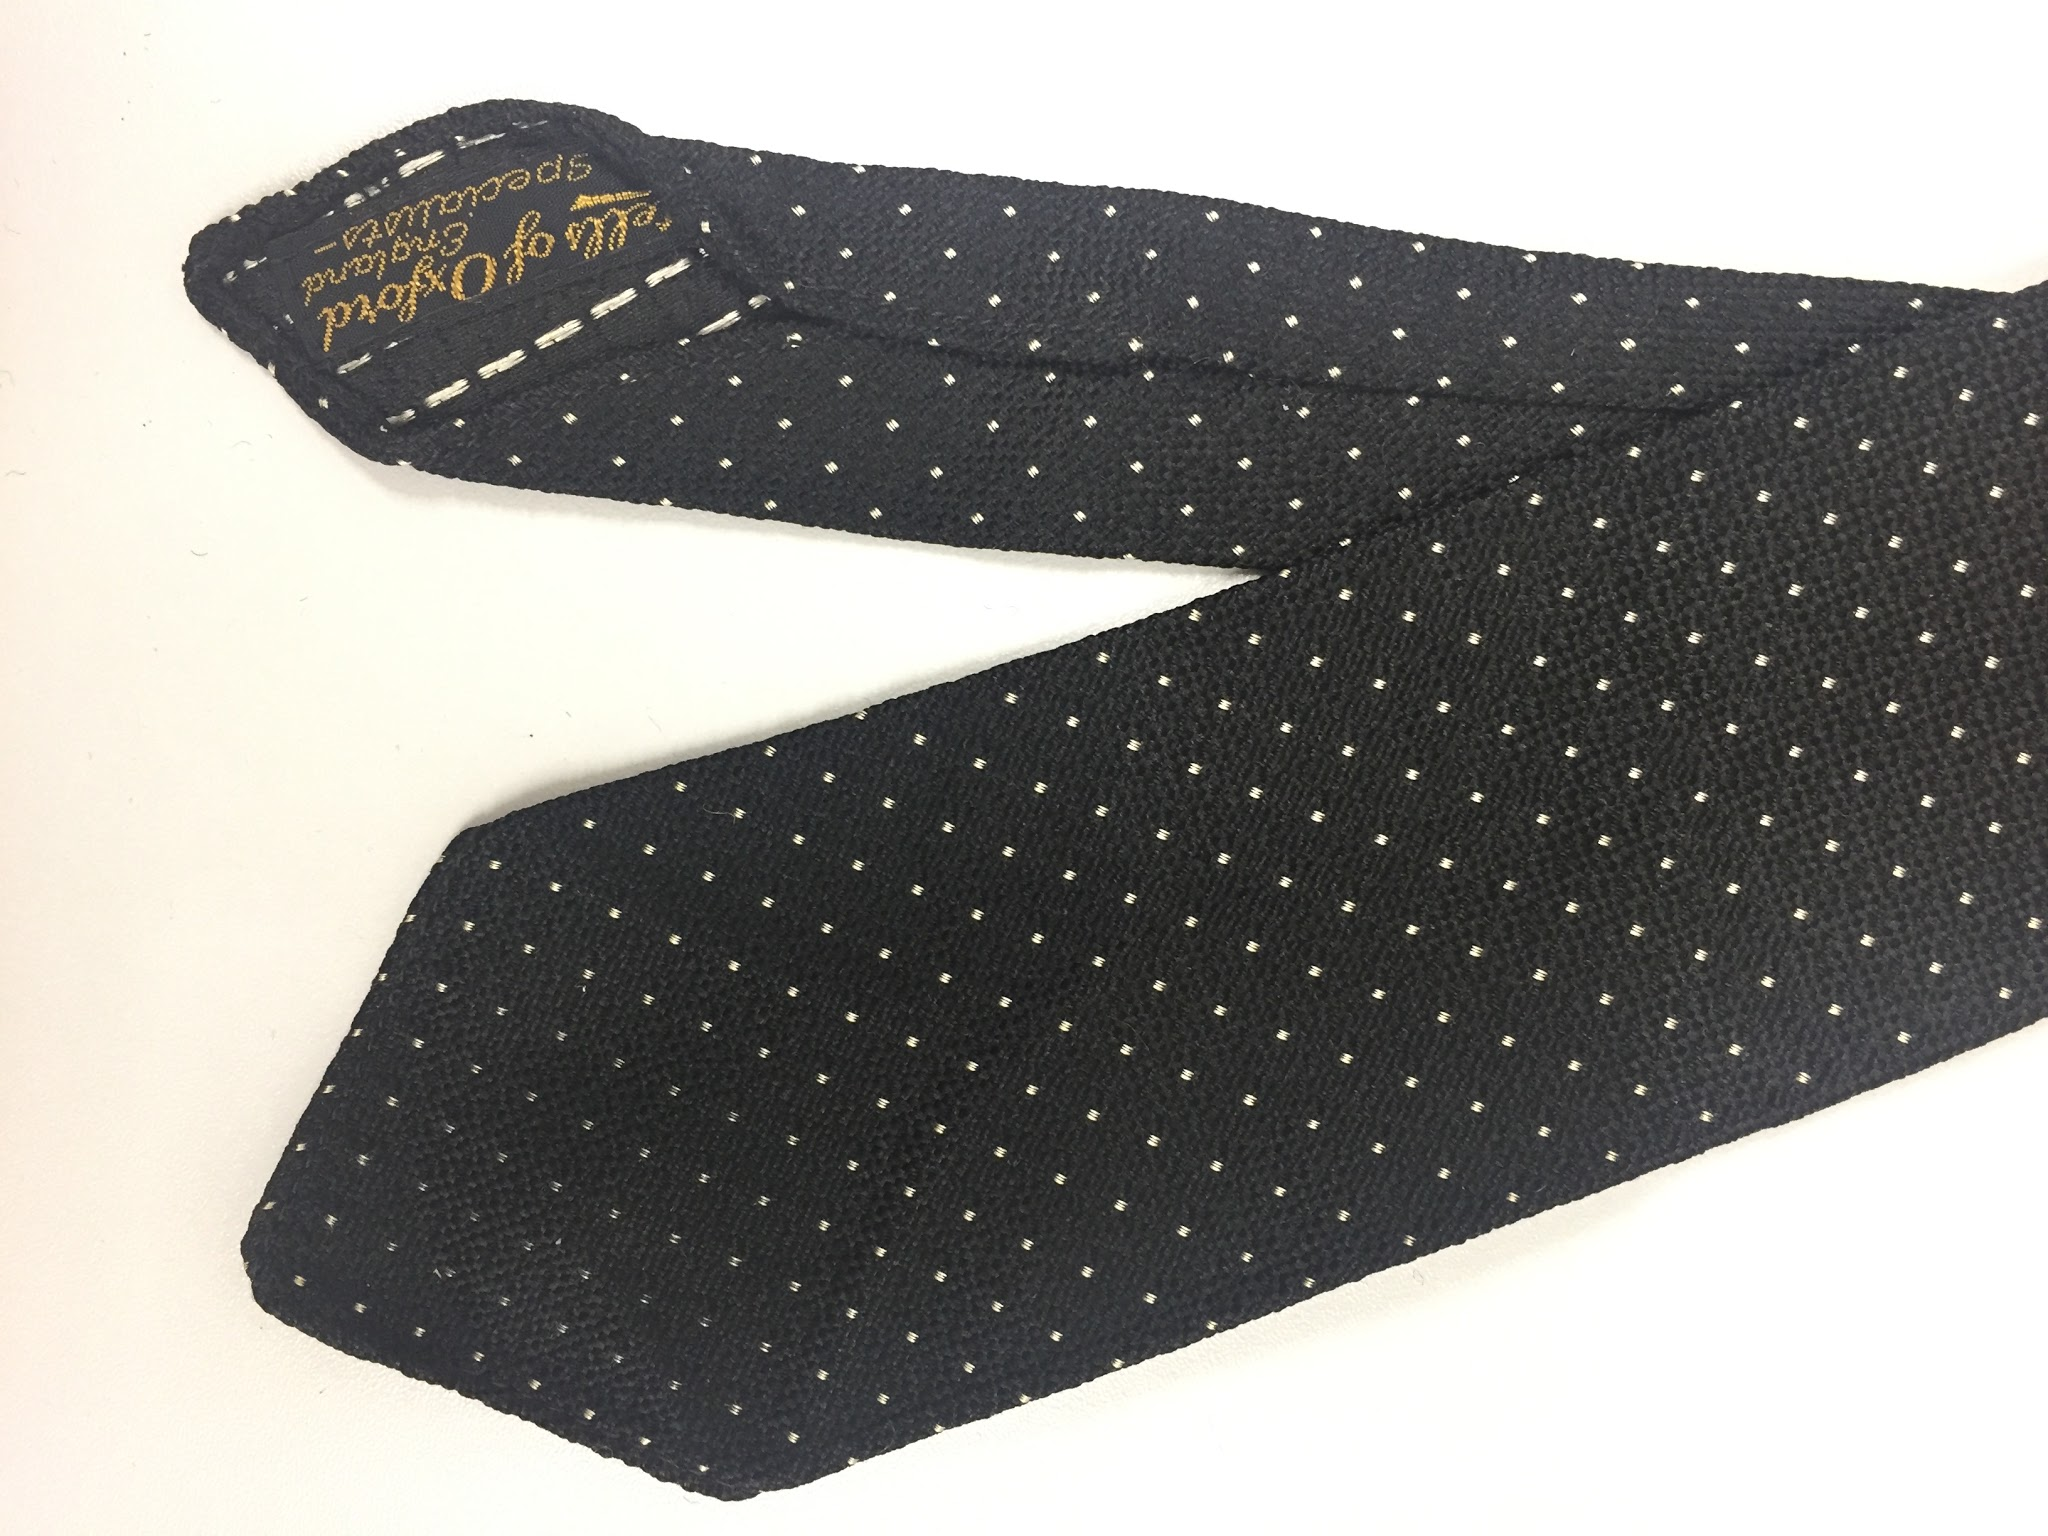 of Oxford
England
Specialists-